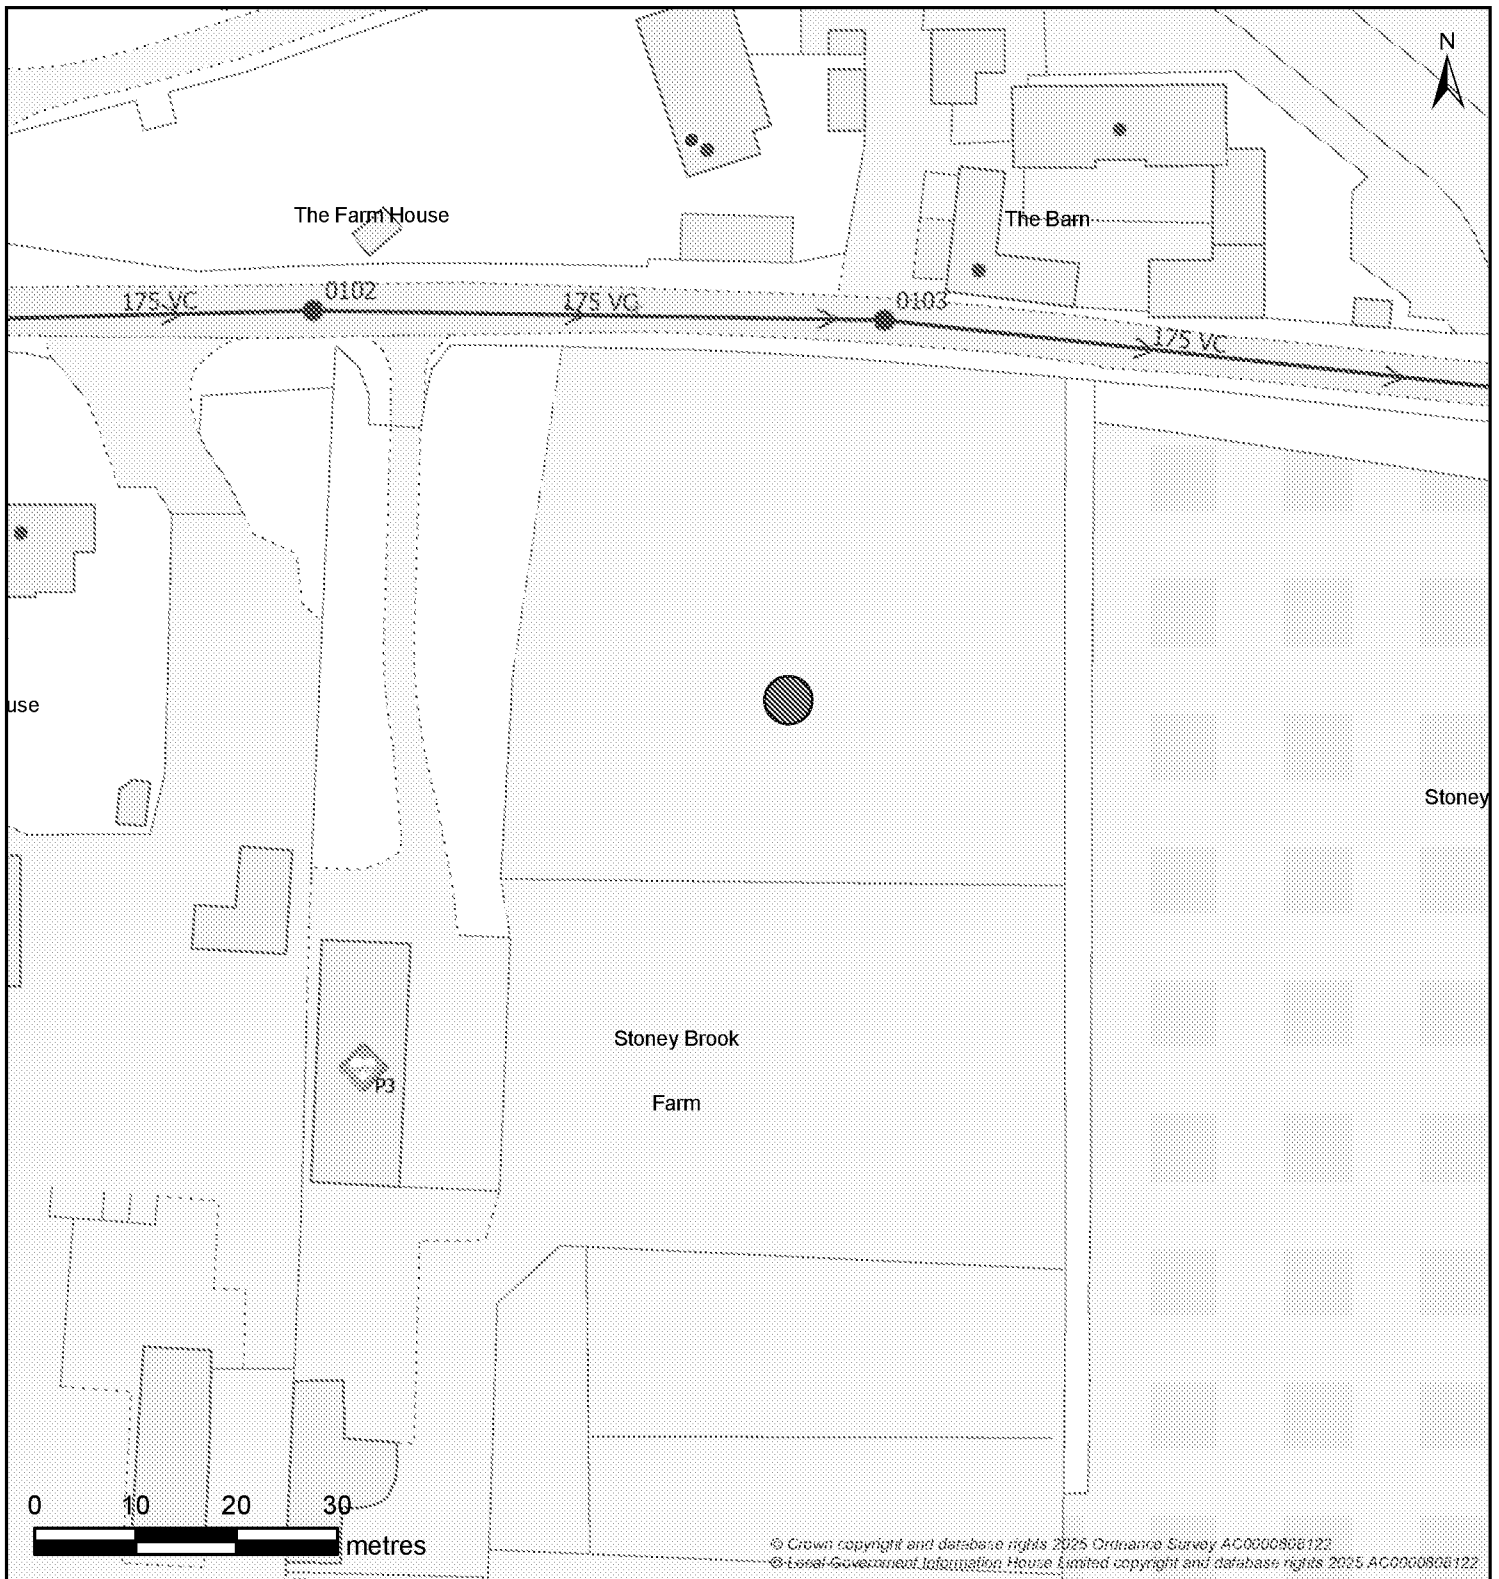 N
The Farm House
The Barn
175 VC
0102
175 VC
0103
175 VC
use
Stoney
Stoney Brook
P3
Farm
0 10 20 30
metres
© Crown copyright and database rights 2025 Ordnance Survey AC0000808122
© Local Government Information House Limited copyright and database rights 2025 AC0000808122